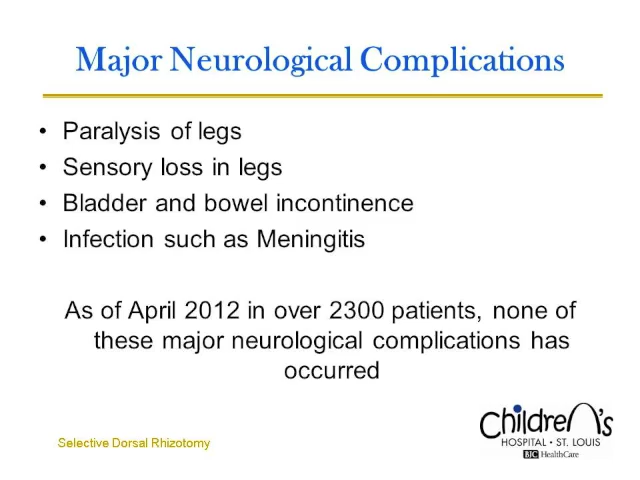 Major Neurological Complications
• Paralysis of legs
• Sensory loss in legs
• Bladder and bowel incontinence
• Infection such as Meningitis
As of April 2012 in over 2300 patients, none of
these major neurological complications has
occurred
Selective Dorsal Rhizotomy
Children's
HOSPITAL • ST. LOUIS
BJC HealthCare